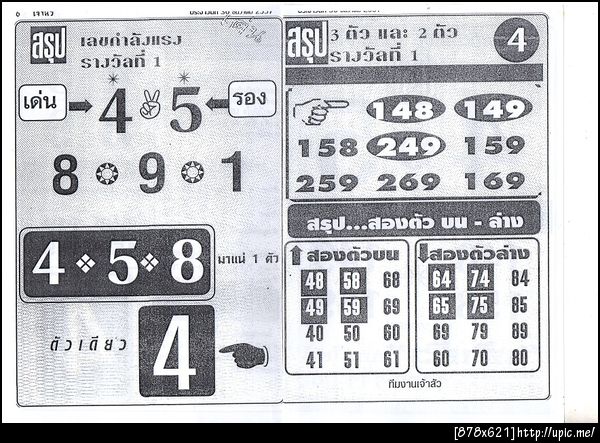 6 เจ้าหัว
สรุป เลขกำลังแรง
รางวัลที่ 1
เด่น 4 5 รอง
8 9 1
4 5 8 มาแน่ 1 ตัว
ตัวเดียว 4
สรุป 3 ตัว และ 2 ตัว 4
รางวัลที่ 1
148 149
158 249 159
259 269 169
สรุป...สองตัว บน - ล่าง
สองตัวบน
48 58 68
49 59 69
40 50 60
41 51 61
สองตัวล่าง
64 74 84
65 75 85
69 79 89
60 70 80
ทีมงานเจ้าสัว
[878x621]http://upic.me/